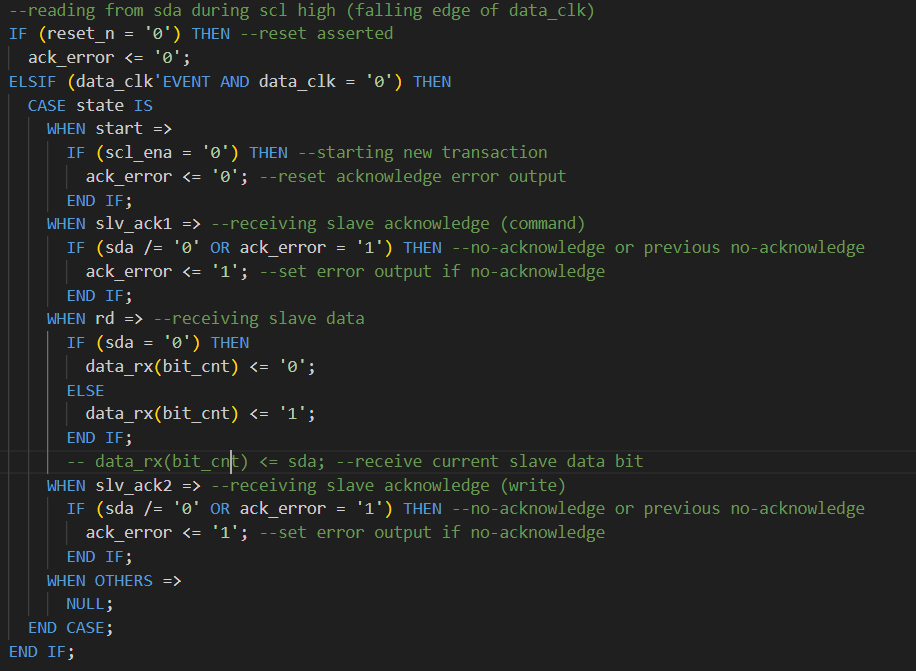 --reading from sda during scl high (falling edge of data_clk)
IF (reset_n = '0') THEN --reset asserted
  ack_error <= '0';
ELSIF (data_clk'EVENT AND data_clk = '0') THEN
  CASE state IS
    WHEN start =>
      IF (scl_ena = '0') THEN --starting new transaction
        ack_error <= '0'; --reset acknowledge error output
      END IF;
    WHEN slv_ack1 => --receiving slave acknowledge (command)
      IF (sda /= '0' OR ack_error = '1') THEN --no-acknowledge or previous no-acknowledge
        ack_error <= '1'; --set error output if no-acknowledge
      END IF;
    WHEN rd => --receiving slave data
      IF (sda = '0') THEN
        data_rx(bit_cnt) <= '0';
      ELSE
        data_rx(bit_cnt) <= '1';
      END IF;
      -- data_rx(bit_cnt) <= sda; --receive current slave data bit
    WHEN slv_ack2 => --receiving slave acknowledge (write)
      IF (sda /= '0' OR ack_error = '1') THEN --no-acknowledge or previous no-acknowledge
        ack_error <= '1'; --set error output if no-acknowledge
      END IF;
    WHEN OTHERS =>
      NULL;
  END CASE;
END IF;